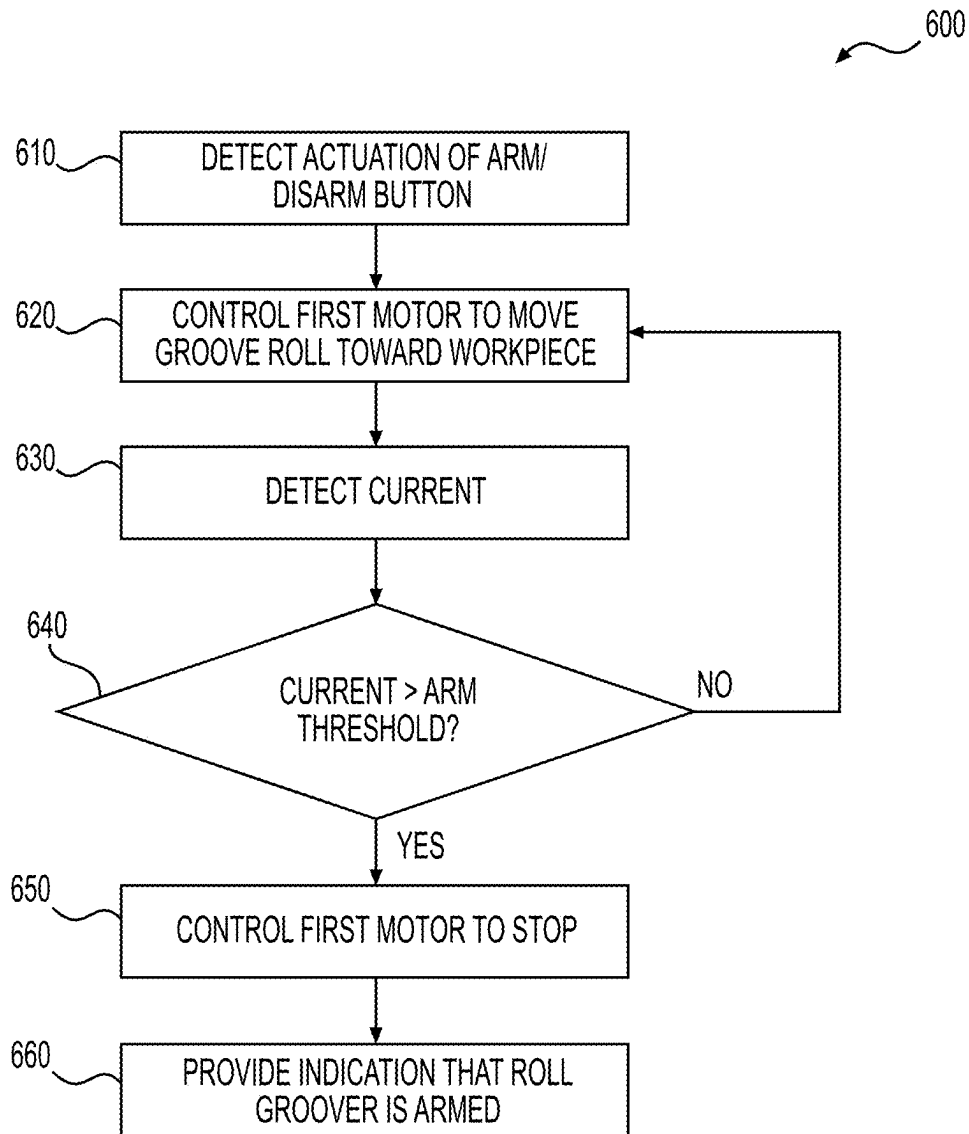 600
610
DETECT ACTUATION OF ARM/
DISARM BUTTON
620
CONTROL FIRST MOTOR TO MOVE
GROOVE ROLL TOWARD WORKPIECE
630
DETECT CURRENT
640
CURRENT > ARM
THRESHOLD?
NO
YES
650
CONTROL FIRST MOTOR TO STOP
660
PROVIDE INDICATION THAT ROLL
GROOVER IS ARMED